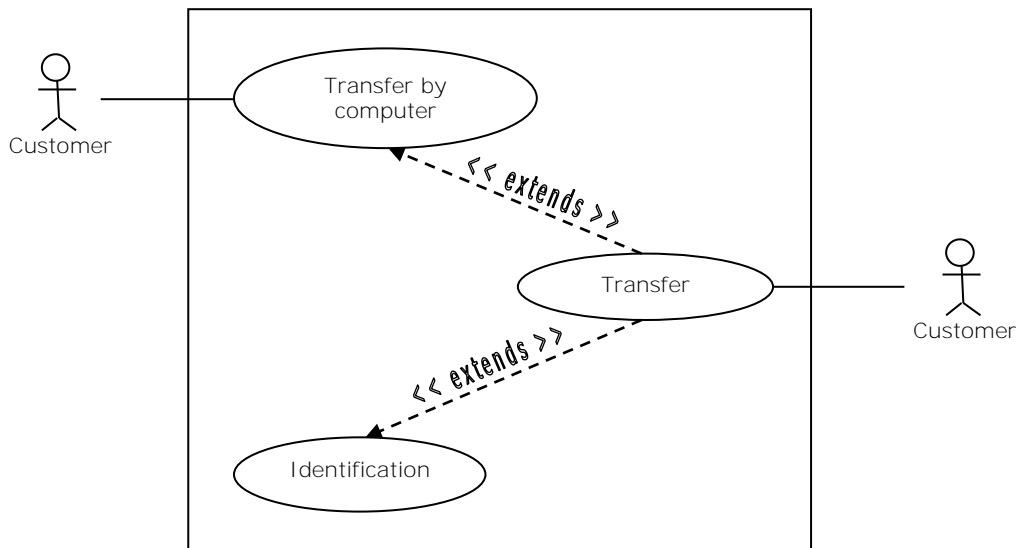 Transfer by
computer
Customer
<< extends >>
Transfer
Customer
<< extends >>
Identification